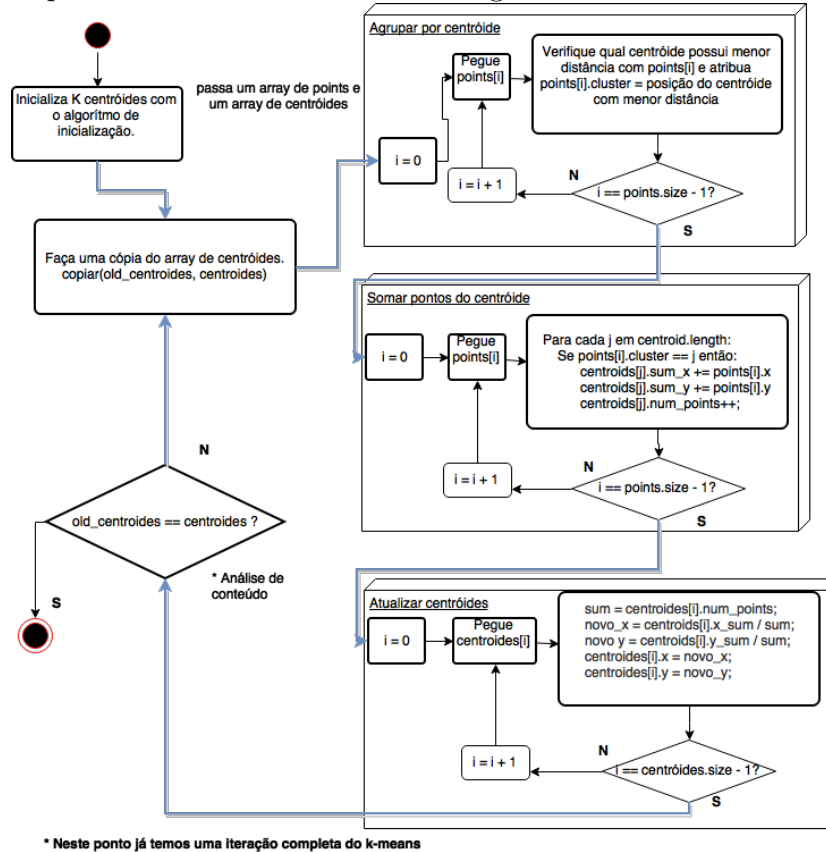 Agrupar por centróide
Inicializa K centróides com
o algorítmo de
inicialização.
passa um array de points e
um array de centróides
i = 0
Pegue
points[i]
Verifique qual centróide possui menor
distância com points[i] e atribua
points[i].cluster = posição do centróide
com menor distância
i = i + 1
N
i == points.size - 1?
S
Faça uma cópia do array de centróides.
copiar(old_centroides, centroides)
Somar pontos do centróide
i = 0
Pegue
points[i]
Para cada j em centroid.length:
Se points[i].cluster == j então:
centroids[j].sum_x += points[i].x
centroids[j].sum_y += points[i].y
centroids[j].num_points++;
i = i + 1
N
i == points.size - 1?
S
N
old_centroides == centroides ?
S
* Análise de
conteúdo
Atualizar centróides
i = 0
Pegue
centroides[i]
sum = centroides[i].num_points;
novo_x = centroids[i].x_sum / sum;
novo y = centroids[i].y_sum / sum;
centroides[i].x = novo_x;
centroides[i].y = novo_y;
i = i + 1
N
i == centróides.size - 1?
S
* Neste ponto já temos uma iteração completa do k-means